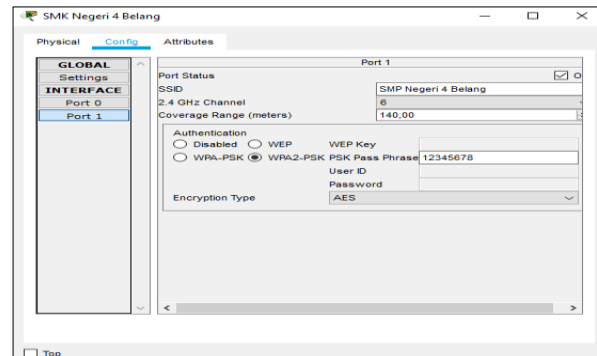 SMK Negeri 4 Belang
Physical Config Attributes
GLOBAL
Settings
INTERFACE
Port 0
Port 1
Port 1
Port Status
SSID SMP Negeri 4 Belang
2.4 GHz Channel 6
Coverage Range (meters) 140,00
Authentication
Disabled WEP WEP Key
WPA-PSK WPA2-PSK PSK Pass Phrase 12345678
User ID
Password
Encryption Type AES
Top